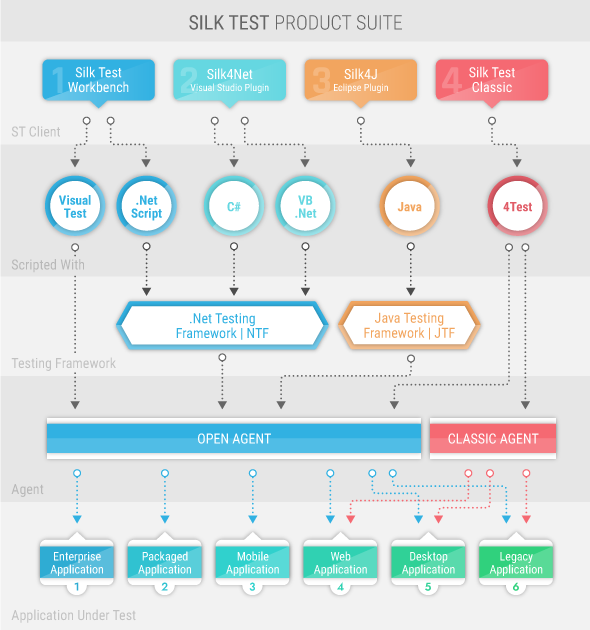 SILK TEST PRODUCT SUITE
1
Silk Test
Workbench
2
Silk4Net
Visual Studio Plugin
3
Silk4J
Eclipse Plugin
4
Silk Test
Classic
ST Client
Visual
Test
.Net
Script
C#
VB
.Net
Java
4Test
Scripted With
.Net Testing
Framework | NTF
Java Testing
Framework | JTF
Testing Framework
OPEN AGENT
CLASSIC AGENT
Agent
Enterprise
Application
1
Packaged
Application
2
Mobile
Application
3
Web
Application
4
Desktop
Application
5
Legacy
Application
6
Application Under Test